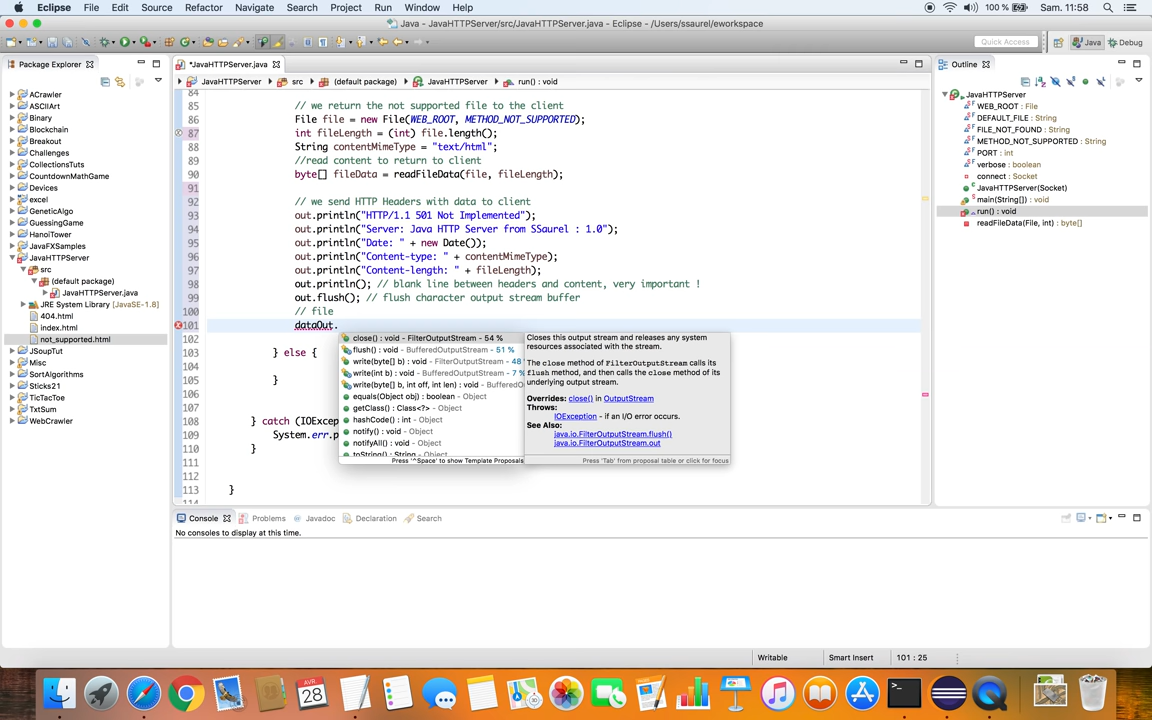 Eclipse File Edit Source Refactor Navigate Search Project Run Window Help 100 % Sam. 11:58
Java - JavaHTTPServer/src/JavaHTTPServer.java - Eclipse - /Users/ssaurel/eworkspace
Quick Access Java Debug
Package Explorer
*JavaHTTPServer.java
Outline
JavaHTTPServer src (default package) JavaHTTPServer run() : void
ACrawler
ASCIIArt
Binary
Blockchain
Breakout
Challenges
CollectionsTuts
CountdownMathGame
Devices
excel
GeneticAlgo
GuessingGame
HanoiTower
JavaFXSamples
JavaHTTPServer
src
(default package)
JavaHTTPServer.java
JRE System Library [JavaSE-1.8]
404.html
index.html
not_supported.html
JSoupTut
Misc
SortAlgorithms
Sticks21
TicTacToe
TxtSum
WebCrawler
84
85 // we return the not supported file to the client
86 File file = new File(WEB_ROOT, METHOD_NOT_SUPPORTED);
87 int fileLength = (int) file.length();
88 String contentMimeType = "text/html";
89 //read content to return to client
90 byte[] fileData = readFileData(file, fileLength);
91
92 // we send HTTP Headers with data to client
93 out.println("HTTP/1.1 501 Not Implemented");
94 out.println("Server: Java HTTP Server from SSaurel : 1.0");
95 out.println("Date: " + new Date());
96 out.println("Content-type: " + contentMimeType);
97 out.println("Content-length: " + fileLength);
98 out.println(); // blank line between headers and content, very important !
99 out.flush(); // flush character output stream buffer
100 // file
101 dataOut.
102
103 } else {
104
105 }
106
107
108 } catch (IOExcep
109 System.err.p
110 }
111
112
113 }
114
close() : void - FilterOutputStream - 54 %
flush() : void - BufferedOutputStream - 51 %
write(byte[] b) : void - FilterOutputStream - 48
write(int b) : void - BufferedOutputStream - 7 %
write(byte[] b, int off, int len) : void - BufferedO
equals(Object obj) : boolean - Object
getClass() : Class<?> - Object
hashCode() : int - Object
notify() : void - Object
notifyAll() : void - Object
toString() : String - Object
Press '^Space' to show Template Proposals
Closes this output stream and releases any system
resources associated with the stream.
The close method of FilterOutputStream calls its
flush method, and then calls the close method of its
underlying output stream.
Overrides: close() in OutputStream
Throws:
IOException - if an I/O error occurs.
See Also:
java.io.FilterOutputStream.flush()
java.io.FilterOutputStream.out
Press 'Tab' from proposal table or click for focus
JavaHTTPServer
WEB_ROOT : File
DEFAULT_FILE : String
FILE_NOT_FOUND : String
METHOD_NOT_SUPPORTED : String
PORT : int
verbose : boolean
connect : Socket
JavaHTTPServer(Socket)
main(String[]) : void
run() : void
readFileData(File, int) : byte[]
Console Problems Javadoc Declaration Search
No consoles to display at this time.
Writable Smart Insert 101 : 25
AVR.
28